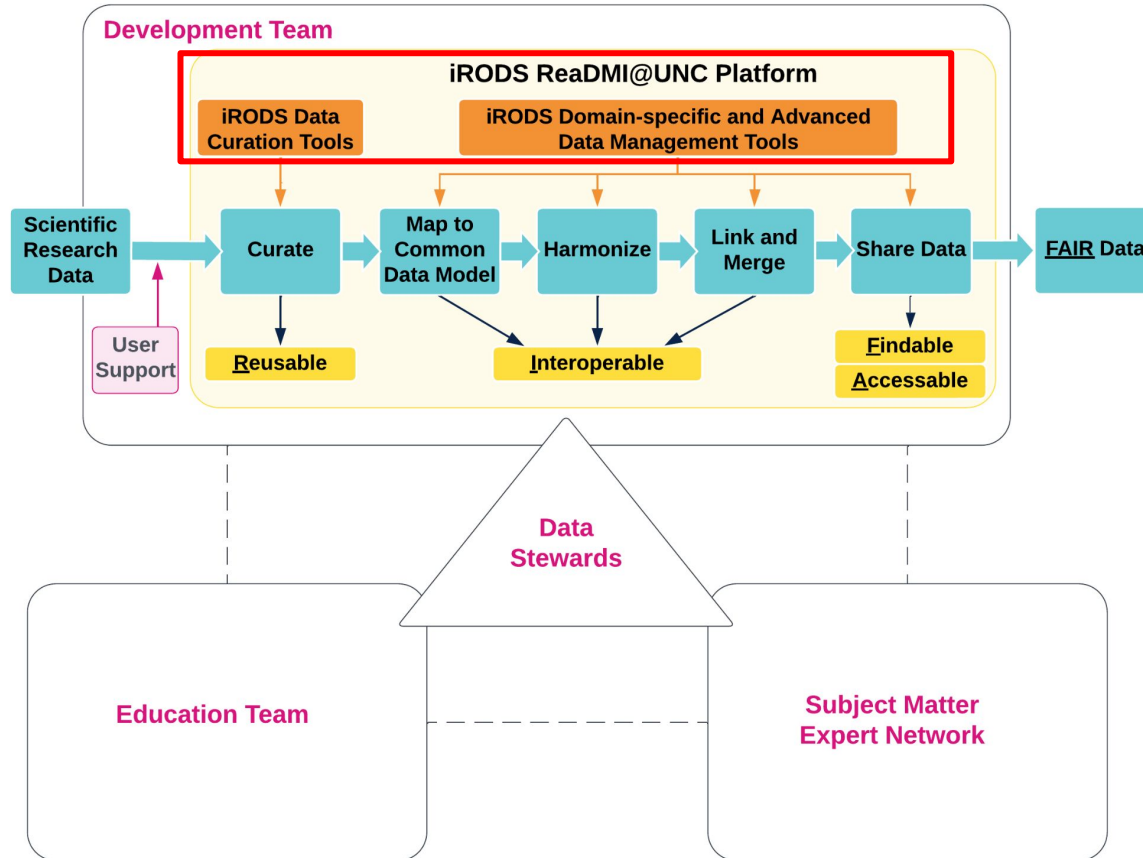 Development Team
iRODS ReaDMI@UNC Platform
iRODS Data
Curation Tools
iRODS Domain-specific and Advanced
Data Management Tools
Scientific
Research
Data
Curate
Map to
Common
Data Model
Harmonize
Link and
Merge
Share Data
FAIR Data
User
Support
Reusable
Interoperable
Findable
Accessable
Data
Stewards
Education Team
Subject Matter
Expert Network